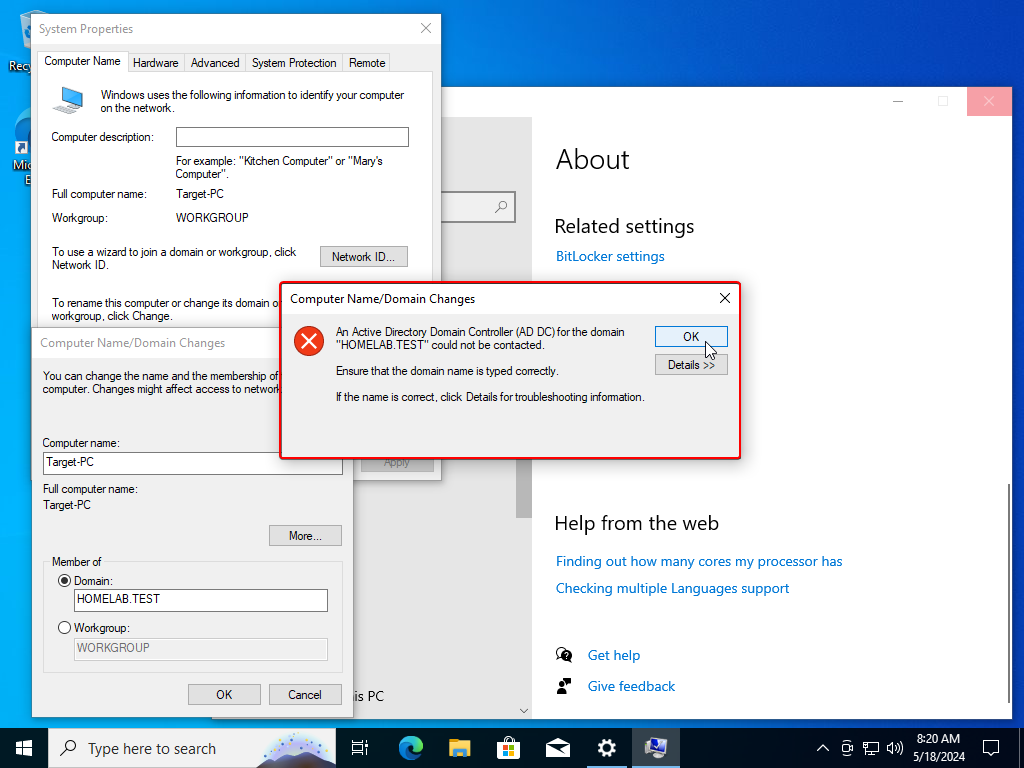 System Properties
Computer Name
Hardware
Advanced
System Protection
Remote
Windows uses the following information to identify your computer
on the network.
Computer description:
For example: "Kitchen Computer" or "Mary's
Computer".
Full computer name:
Target-PC
Workgroup:
WORKGROUP
To use a wizard to join a domain or workgroup, click
Network ID.
Network ID...
To rename this computer or change its domain o
workgroup, click Change.
Apply
About
Related settings
BitLocker settings
Computer Name/Domain Changes
An Active Directory Domain Controller (AD DC) for the domain
"HOMELAB.TEST" could not be contacted.
Ensure that the domain name is typed correctly.
If the name is correct, click Details for troubleshooting information.
OK
Details >>
Computer Name/Domain Changes
You can change the name and the membership of
computer. Changes might affect access to network
Computer name:
Target-PC
Full computer name:
Target-PC
More...
Member of
Domain:
HOMELAB.TEST
Workgroup:
WORKGROUP
OK
Cancel
is PC
Help from the web
Finding out how many cores my processor has
Checking multiple Languages support
Get help
Give feedback
Type here to search
8:20 AM
5/18/2024